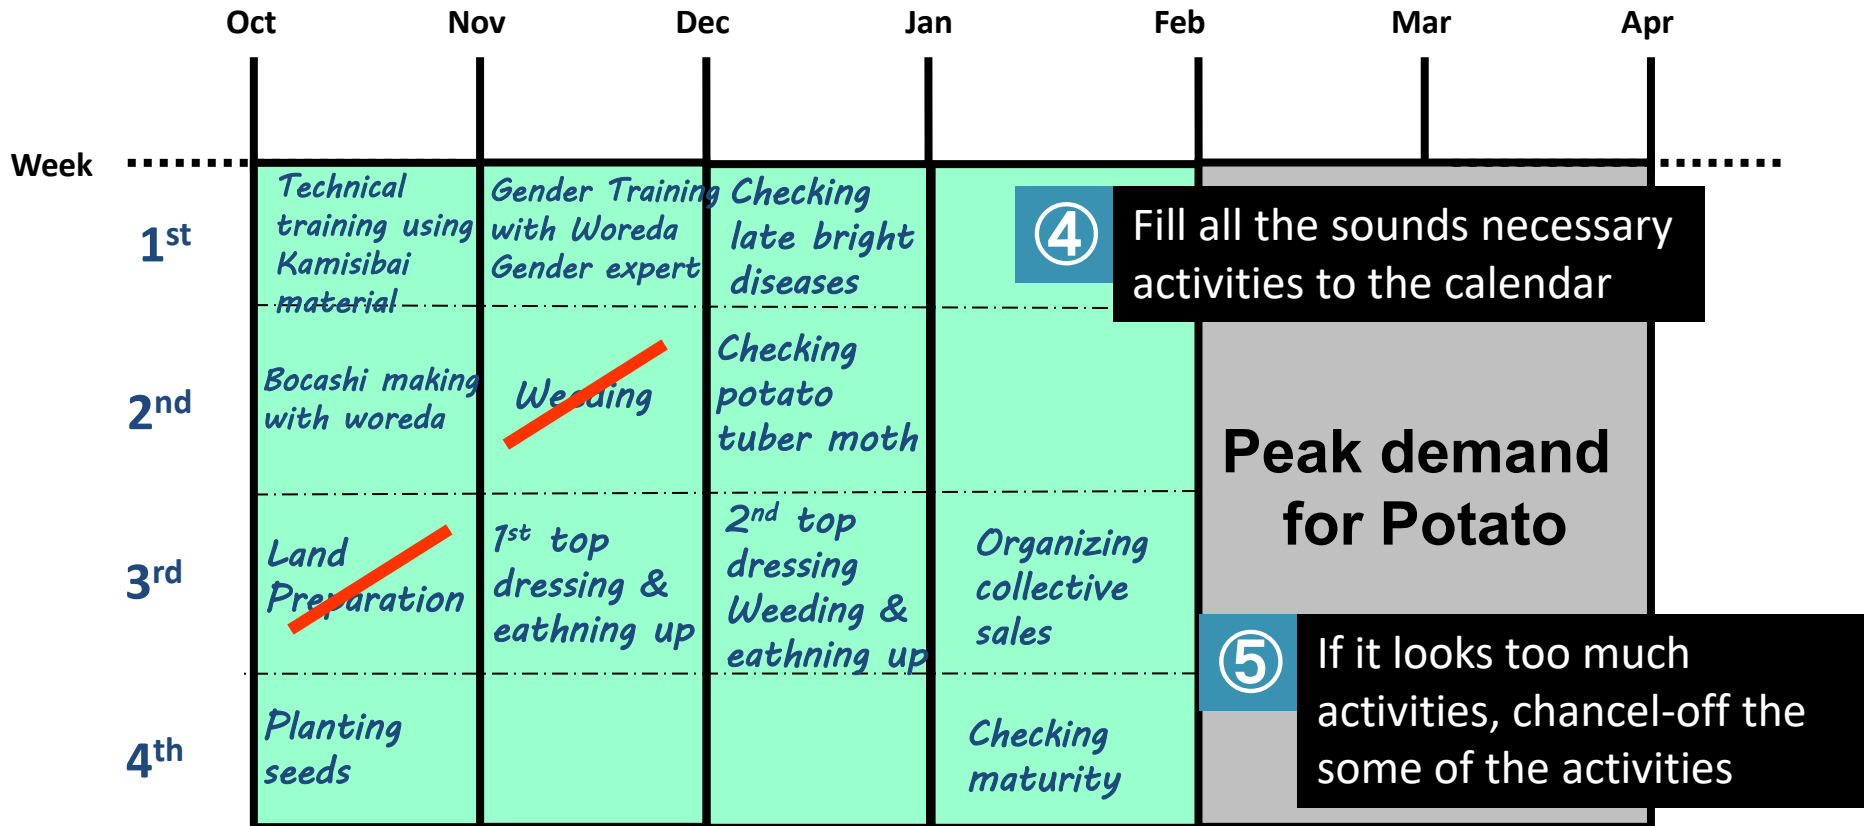 Oct Nov Dec Jan Feb Mar Apr
Week
1st
Technical
training using
Kamisibai
material
Gender Training
with Woreda
Gender expert
Checking
late bright
diseases
④ Fill all the sounds necessary
activities to the calendar
2nd
Bocashi making
with woreda
Weeding
Checking
potato
tuber moth
Peak demand
for Potato
3rd
Land
Preparation
1st top
dressing &
eathning up
2nd top
dressing
Weeding &
eathning up
Organizing
collective
sales
⑤ If it looks too much
activities, chancel-off the
some of the activities
4th
Planting
seeds
Checking
maturity